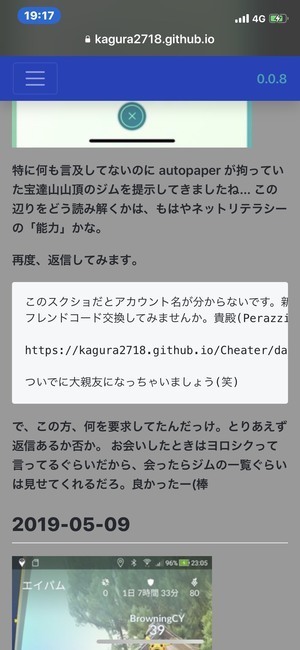 19:17
4G
kagura2718.github.io
0.0.8
特に何も言及してないのに autopaper が拘ってい
た宝達山山頂のジムを提示してきましたね... この
辺りをどう読み解くかは、もはやネットリテラシー
の「能力」かな。
再度、返信してみます。
このスクショだとアカウント名が分からないです。親
フレンドコード交換してみませんか。貴殿(Perazzi
https://kagura2718.github.io/Cheater/da
ついでに大親友になっちゃいましょう(笑)
で、この方、何を要求してたんだっけ。とりあえず
返信あるか否か。 お会いしたときはヨロシクって
言ってるぐらいだから、会ったらジムの一覧ぐらい
は見せてくれるだろ。良かったー(棒
2019-05-09
96% 23:05
エイパム
0
1日 7時間 33分
80
BrowningCY
39